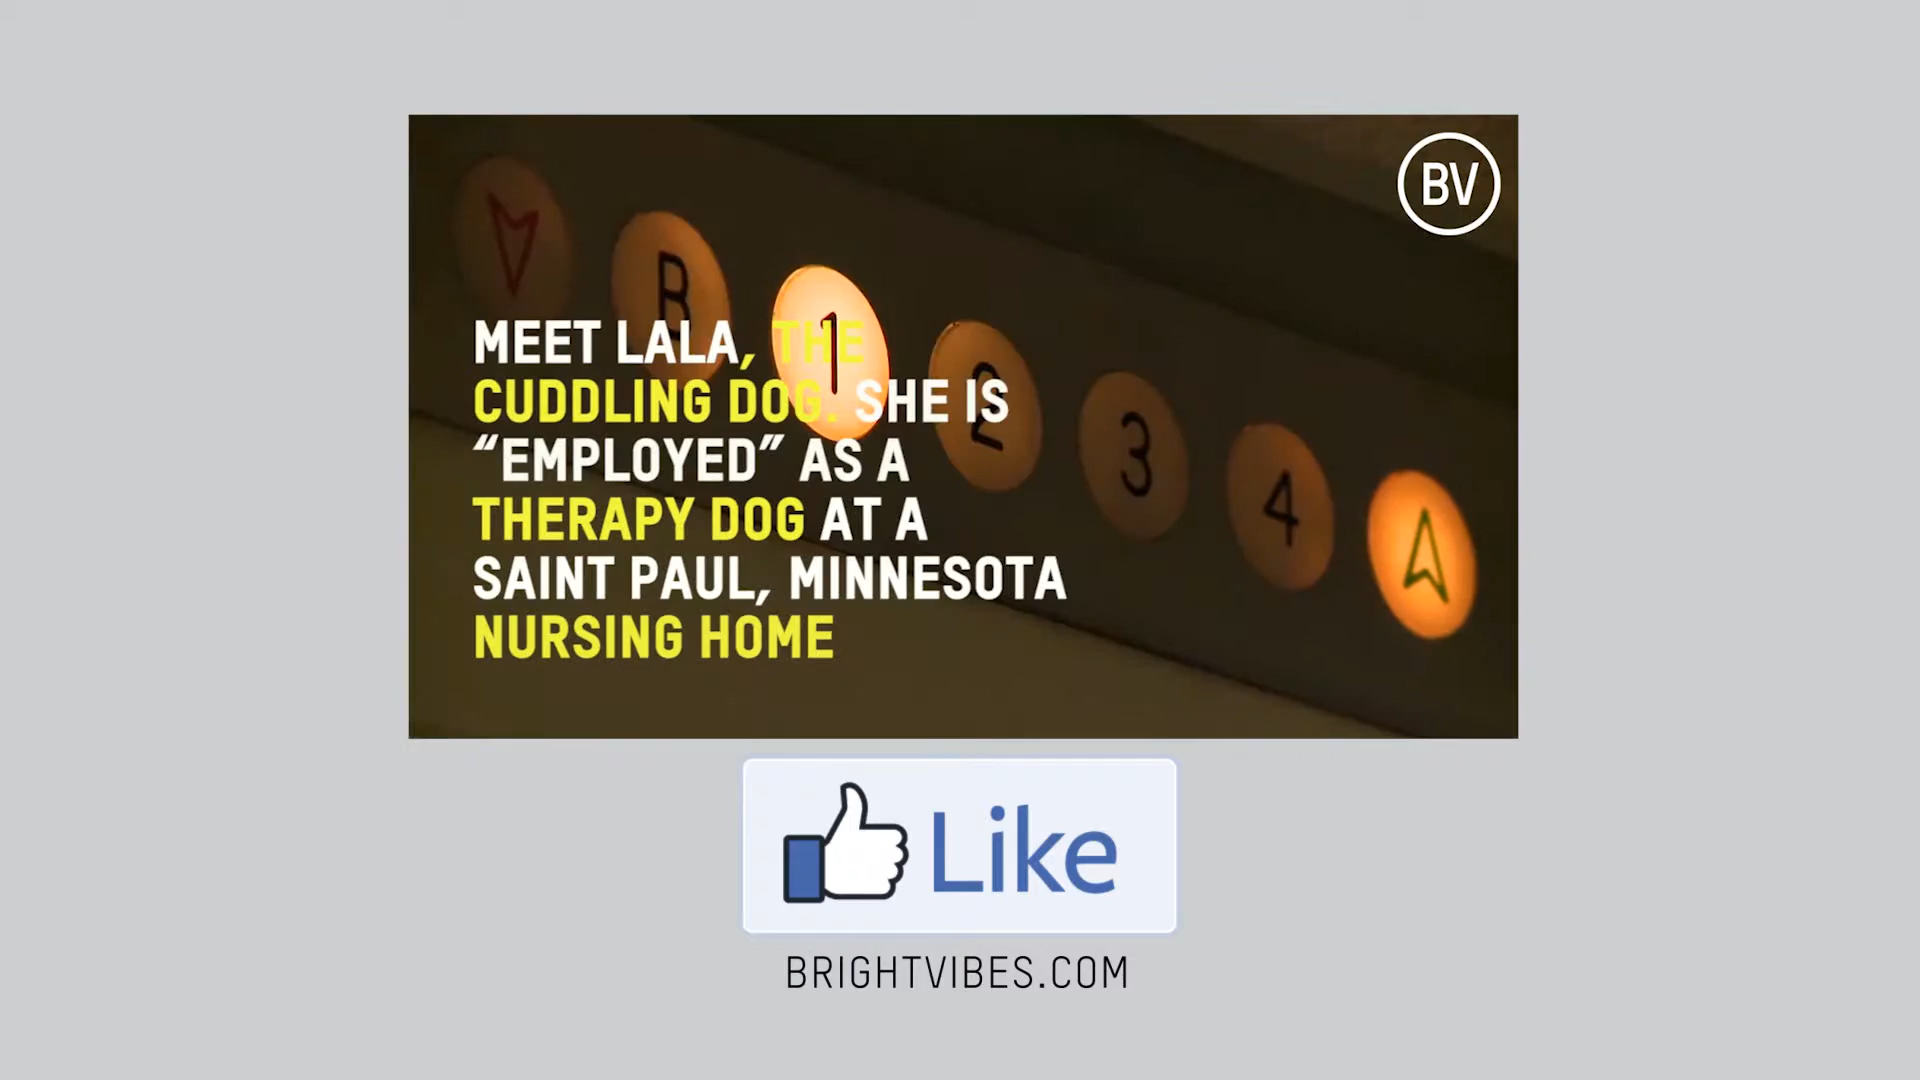 BV
B
1
2
3
4
MEET LALA, THE
CUDDLING DOG. SHE IS
“EMPLOYED” AS A
THERAPY DOG AT A
SAINT PAUL, MINNESOTA
NURSING HOME
Like
BRIGHTVIBES.COM